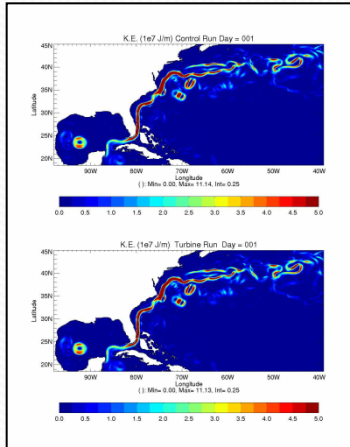 K.E. (1e7 J/m) Control Run Day = 001
45N
40N
35N
30N
25N
20N
Latitude
90W 80W 70W 60W 50W 40W
Longitude
( ): Min= 0.00, Max= 11.14, Int= 0.25
0.0 0.5 1.0 1.5 2.0 2.5 3.0 3.5 4.0 4.5 5.0
K.E. (1e7 J/m) Turbine Run Day = 001
45N
40N
35N
30N
25N
20N
Latitude
90W 80W 70W 60W 50W 40W
Longitude
( ): Min= 0.00, Max= 11.13, Int= 0.25
0.0 0.5 1.0 1.5 2.0 2.5 3.0 3.5 4.0 4.5 5.0